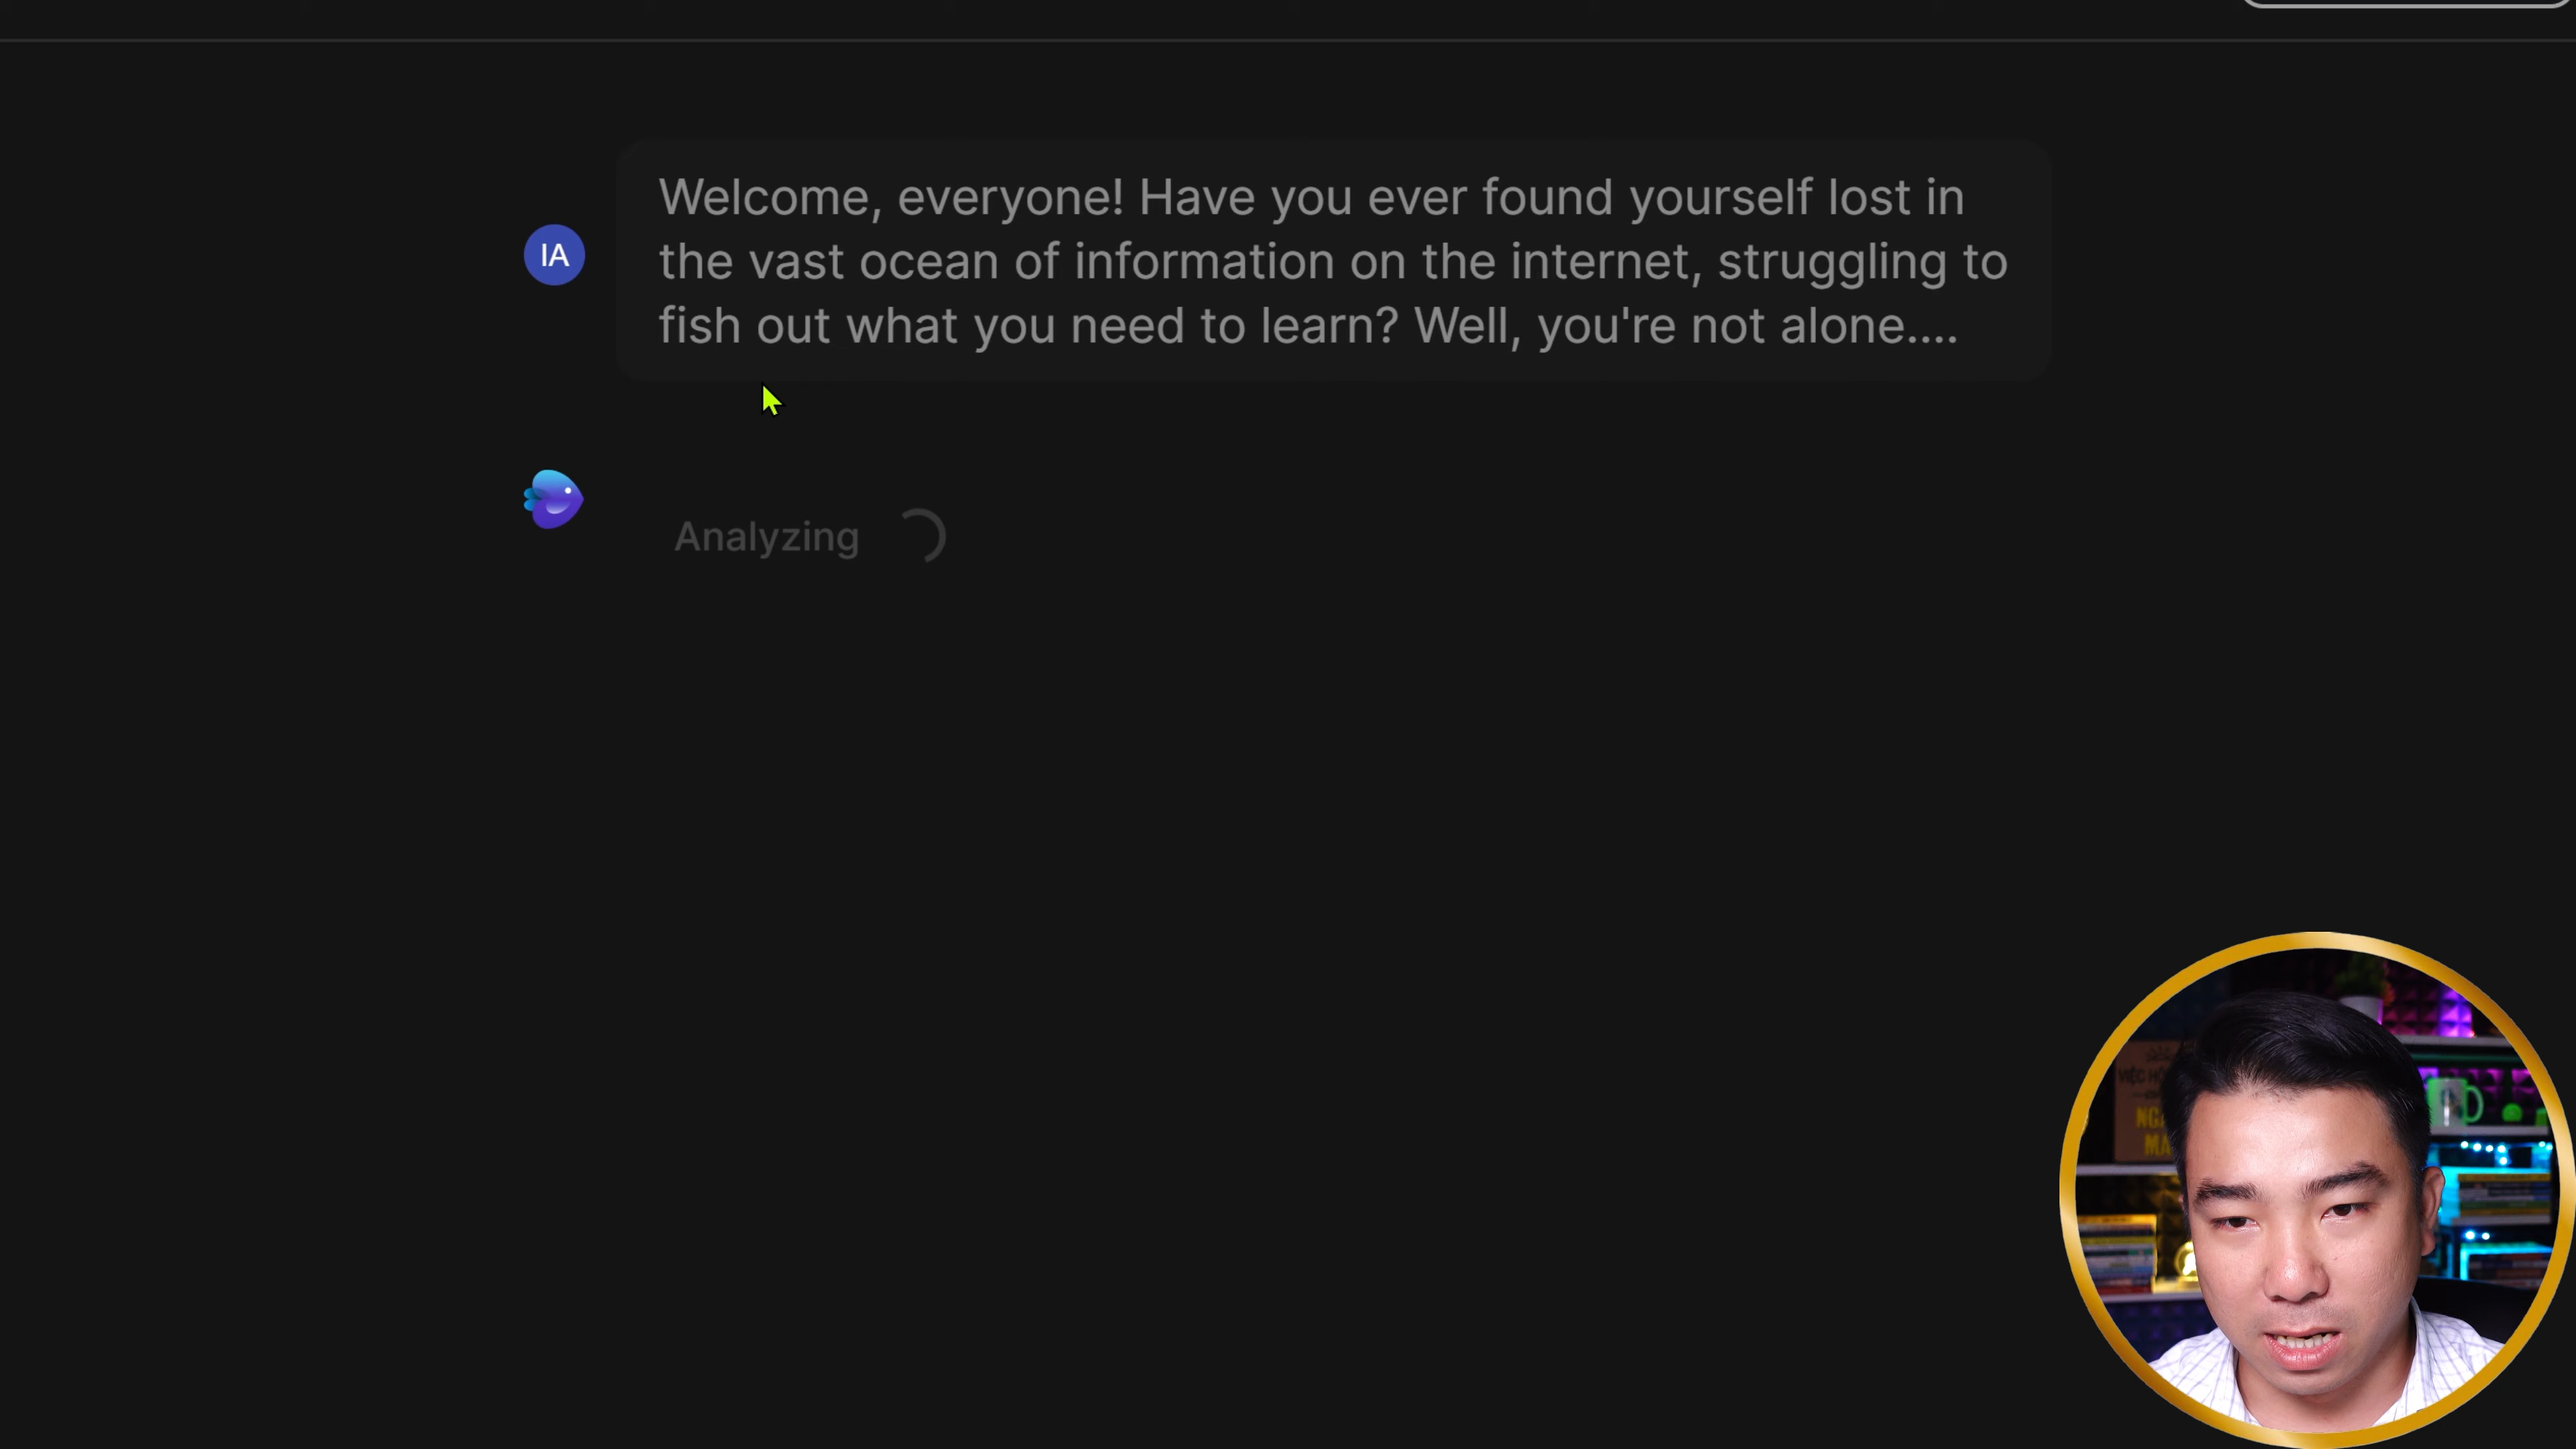 Welcome, everyone! Have you ever found yourself lost in
the vast ocean of information on the internet, struggling to
fish out what you need to learn? Well, you're not alone....
IA
Analyzing
VIỆC